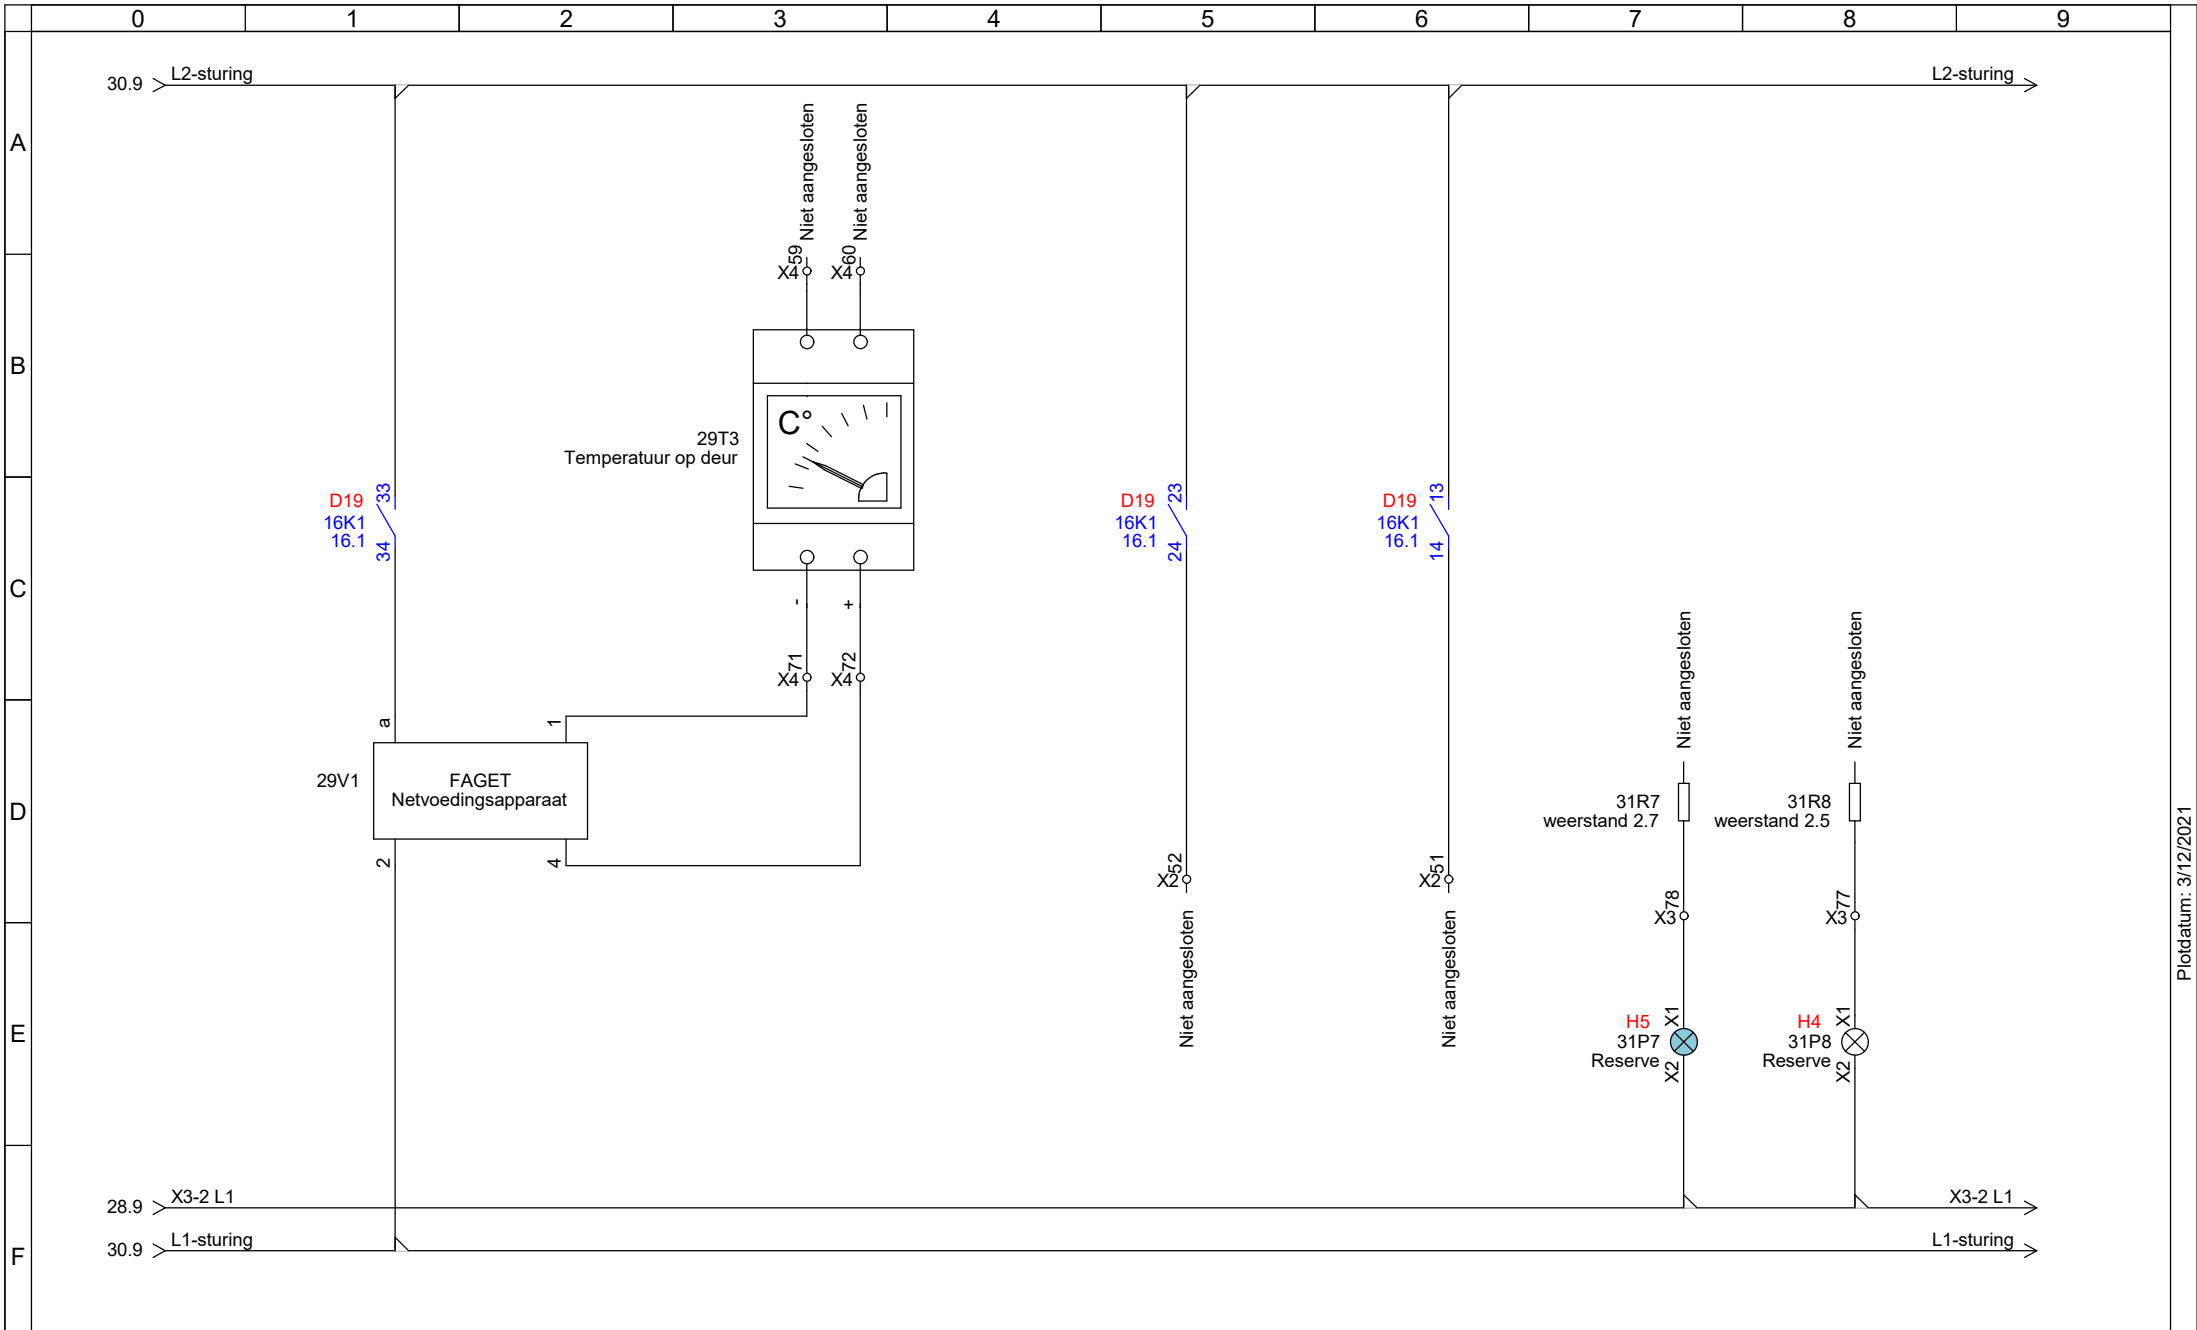 0 1 2 3 4 5 6 7 8 9
A
B
C
D
E
F
30.9
L2-sturing
L2-sturing
Niet aangesloten
Niet aangesloten
X4 59
X4 60
C°
29T3
Temperatuur op deur
D19
16K1
16.1
33
34
D19
16K1
16.1
23
24
D19
16K1
16.1
13
14
-
+
X4 71
X4 72
a
1
29V1
FAGET
Netvoedingsapparaat
2
4
X2 52
Niet aangesloten
X2 51
Niet aangesloten
Niet aangesloten
31R7
weerstand 2.7
X3 78
H5
31P7
Reserve
X1
X2
Niet aangesloten
31R8
weerstand 2.5
X3 77
H4
31P8
Reserve
X1
X2
28.9
X3-2 L1
X3-2 L1
30.9
L1-sturing
L1-sturing
Plotdatum: 3/12/2021